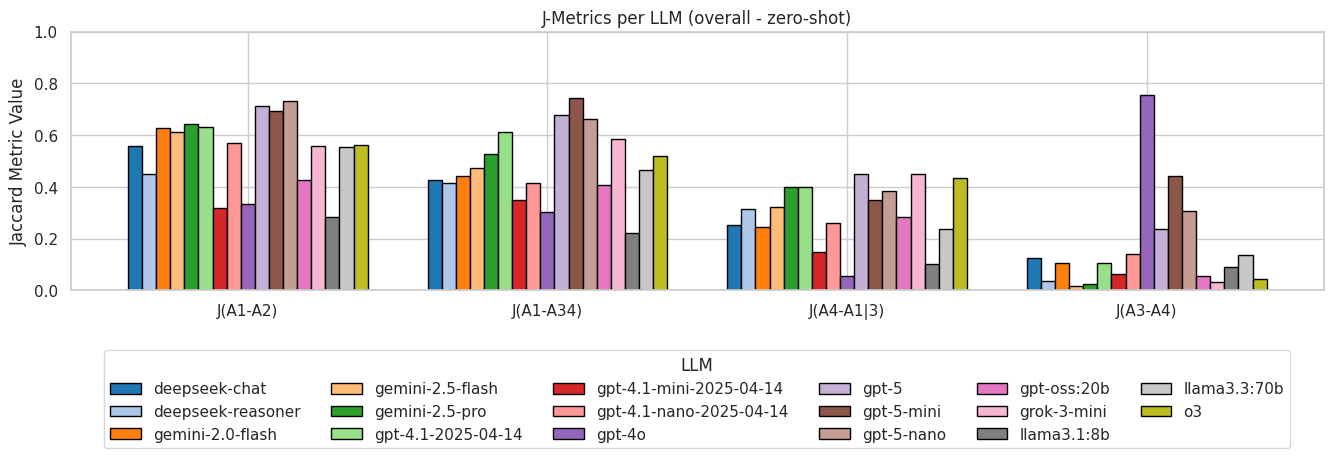 J-Metrics per LLM (overall - zero-shot)
Jaccard Metric Value
1.0
0.8
0.6
0.4
0.2
0.0
J(A1-A2)
J(A1-A34)
J(A4-A1|3)
J(A3-A4)
LLM
deepseek-chat
deepseek-reasoner
gemini-2.0-flash
gemini-2.5-flash
gemini-2.5-pro
gpt-4.1-2025-04-14
gpt-4.1-mini-2025-04-14
gpt-4.1-nano-2025-04-14
gpt-4o
gpt-5
gpt-5-mini
gpt-5-nano
gpt-oss:20b
grok-3-mini
llama3.1:8b
llama3.3:70b
o3